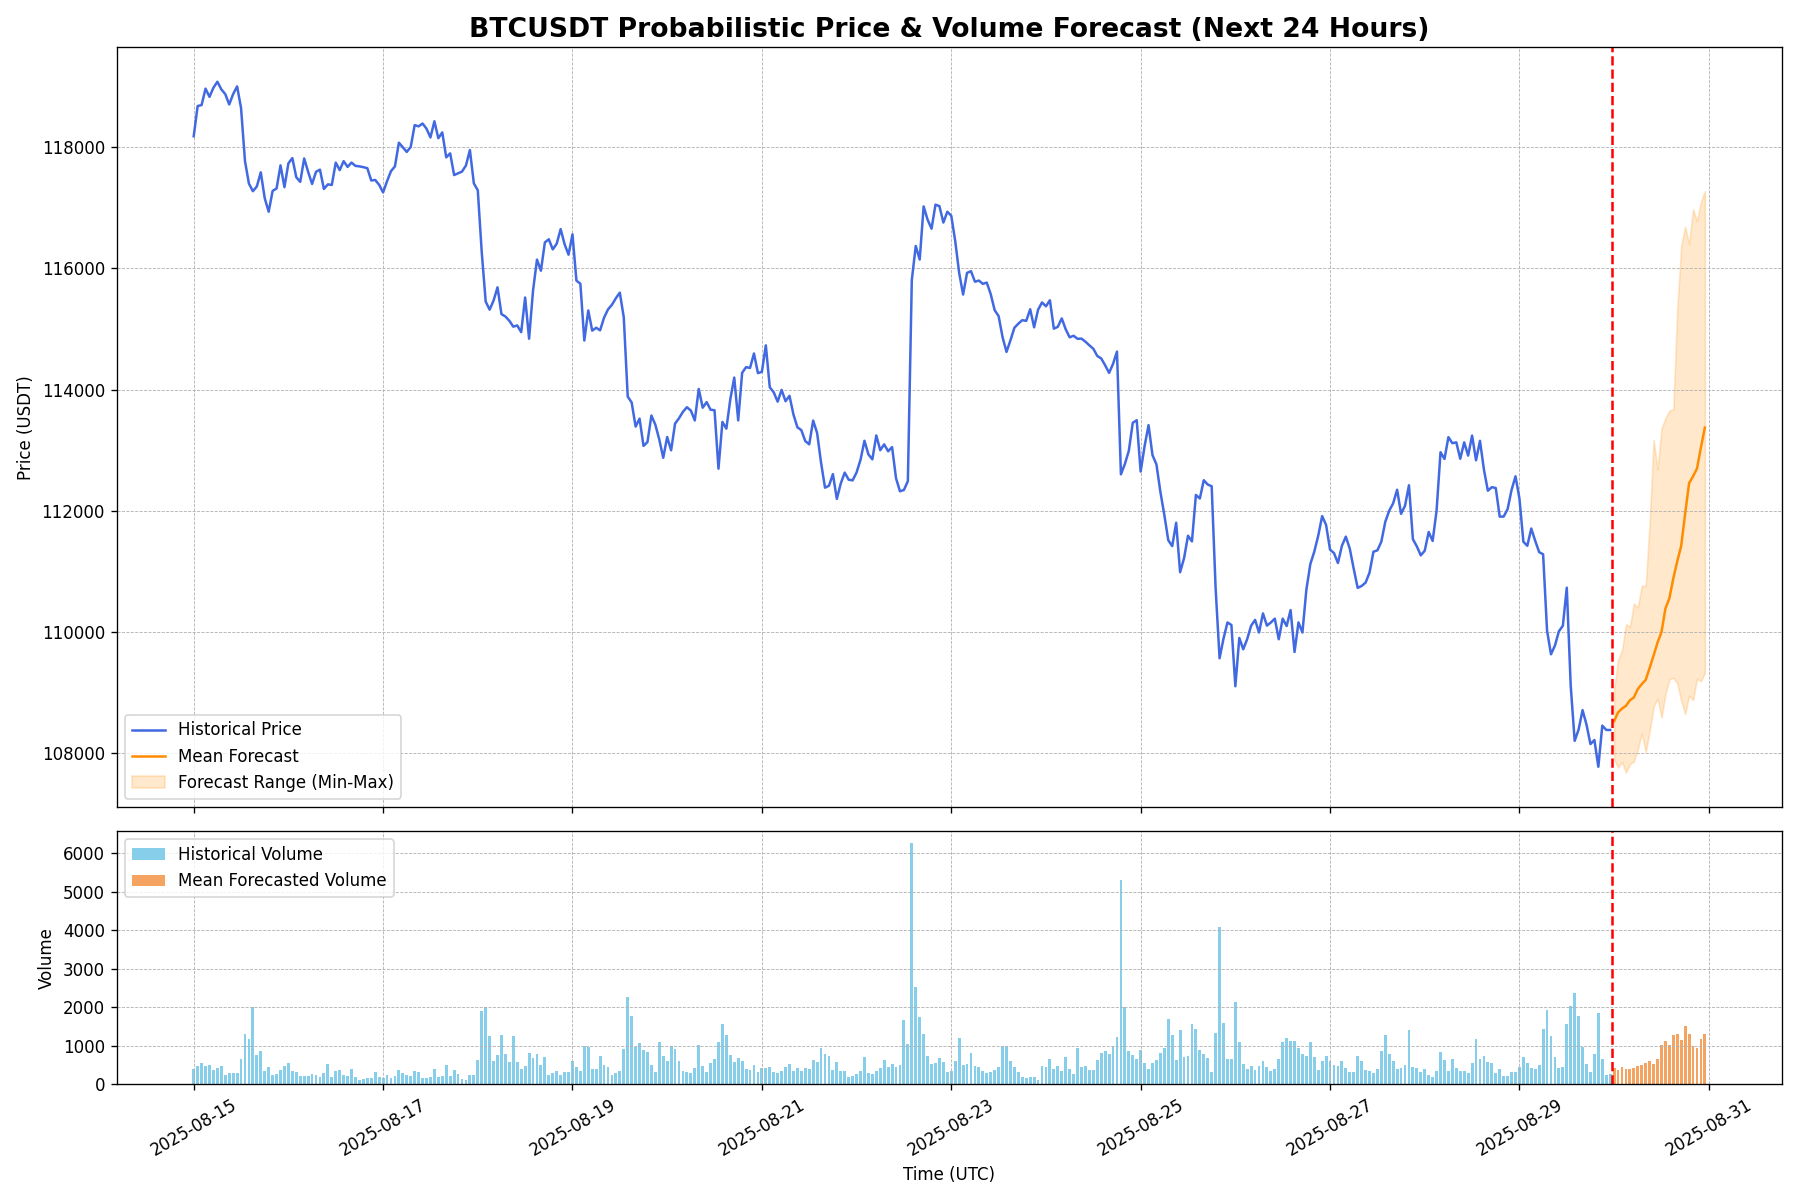 BTCUSDT Probabilistic Price & Volume Forecast (Next 24 Hours)
Price (USDT)
118000
116000
114000
112000
110000
108000
Historical Price
Mean Forecast
Forecast Range (Min-Max)
Volume
6000
5000
4000
3000
2000
1000
0
Historical Volume
Mean Forecasted Volume
2025-08-15
2025-08-17
2025-08-19
2025-08-21
2025-08-23
2025-08-25
2025-08-27
2025-08-29
2025-08-31
Time (UTC)